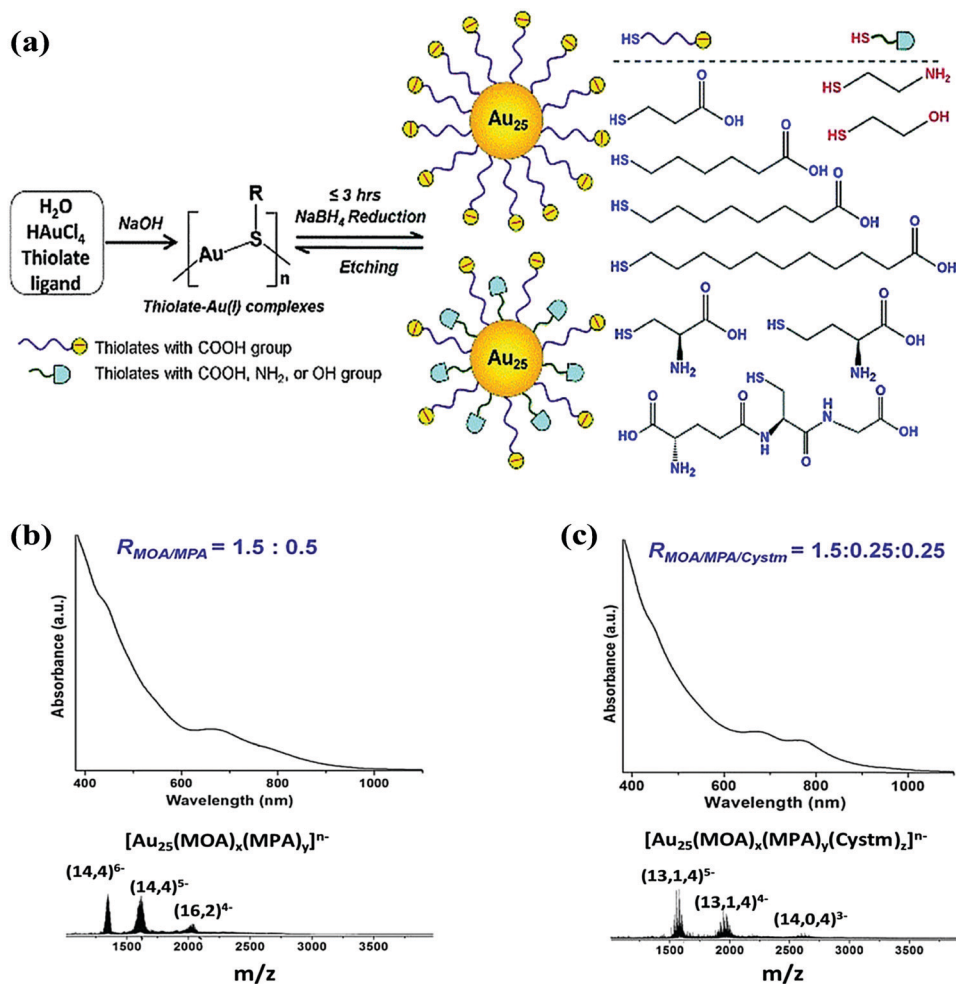 (a)
H₂O
HAuCl₄
Thiolate
ligand
NaOH
R
Au
S
n
Thiolate-Au(I) complexes
≤ 3 hrs
NaBH₄ Reduction
Etching
Thiolates with COOH group
Thiolates with COOH, NH₂, or OH group
Au₂₅
Au₂₅
HS
HS
HS
O
OH
HS
NH₂
HS
OH
HS
O
OH
HS
O
OH
HS
O
OH
HS
O
OH
NH₂
HS
O
OH
NH₂
HS
HO
O
NH₂
O
N
H
O
H
N
O
OH
(b)
R MOA/MPA = 1.5 : 0.5
Absorbance (a.u.)
400 600 800 1000
Wavelength (nm)
[Au₂₅(MOA)ₓ(MPA)ᵧ]ⁿ⁻
(14,4)⁶⁻
(14,4)⁵⁻
(16,2)⁴⁻
1500 2000 2500 3000 3750
m/z
(c)
R MOA/MPA/Cystm = 1.5:0.25:0.25
Absorbance (a.u.)
400 600 800 1000
Wavelength (nm)
[Au₂₅(MOA)ₓ(MPA)ᵧ(Cystm)z]ⁿ⁻
(13,1,4)⁵⁻
(13,1,4)⁴⁻
(14,0,4)³⁻
1500 2000 2500 3000 3750
m/z